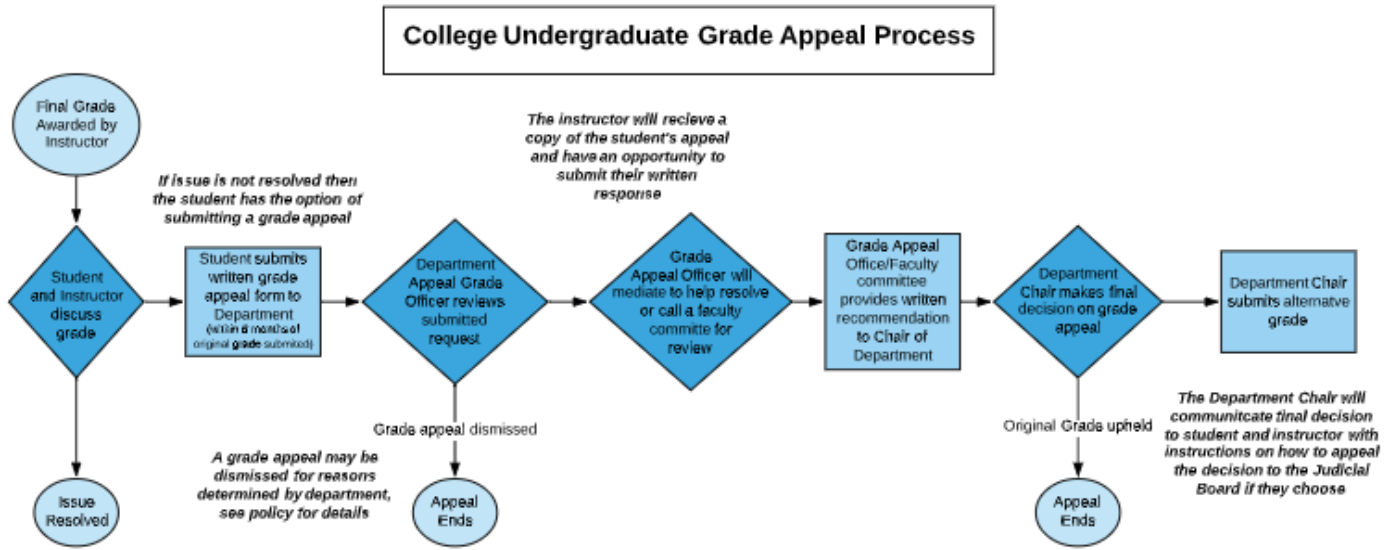 College Undergraduate Grade Appeal Process
Final Grade
Awarded by
Instructor
If issue is not resolved then
the student has the option of
submitting a grade appeal
The instructor will recieve a
copy of the student's appeal
and have an opportunity to
submit their written
response
Student
and Instructor
discuss
grade
Student submits
written grade
appeal form to
Department
(within 6 months of
original grade submited)
Department
Appeal Grade
Officer reviews
submitted
request
Grade
Appeal Officer will
mediate to help resolve
or call a faculty
committe for
review
Grade Appeal
Office/Faculty
committee
provides written
recommendation
to Chair of
Department
Department
Chair makes final
decision on grade
appeal
Department Chair
submits alternatve
grade
Grade appeal dismissed
Original Grade upheld
A grade appeal may be
dismissed for reasons
determined by department,
see policy for details
The Department Chair will
communitcate final decision
to student and instructor with
instructions on how to appeal
the decision to the Judicial
Board if they choose
Issue
Resolved
Appeal
Ends
Appeal
Ends